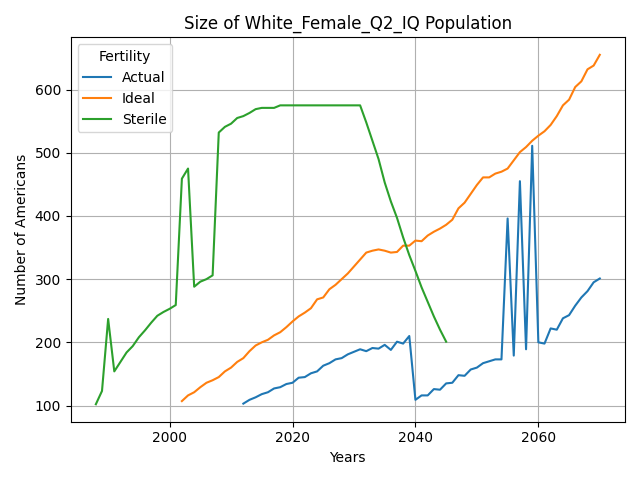 Size of White_Female_Q2_IQ Population
Fertility
Actual
Ideal
Sterile
Number of Americans
600
500
400
300
200
100
2000
2020
2040
2060
Years